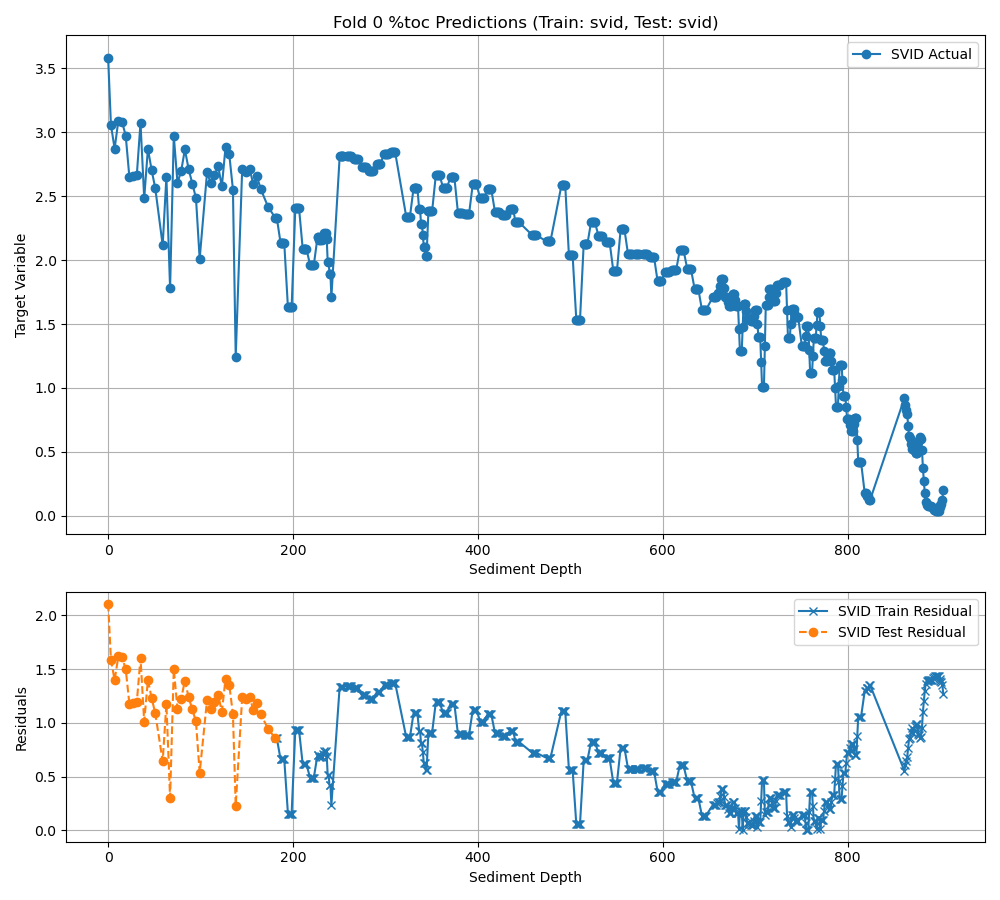 Fold 0 %toc Predictions (Train: svid, Test: svid)
SVID Actual
Target Variable
3.5
3.0
2.5
2.0
1.5
1.0
0.5
0.0
0 200 400 600 800
Sediment Depth
SVID Train Residual
SVID Test Residual
Residuals
2.0
1.5
1.0
0.5
0.0
0 200 400 600 800
Sediment Depth